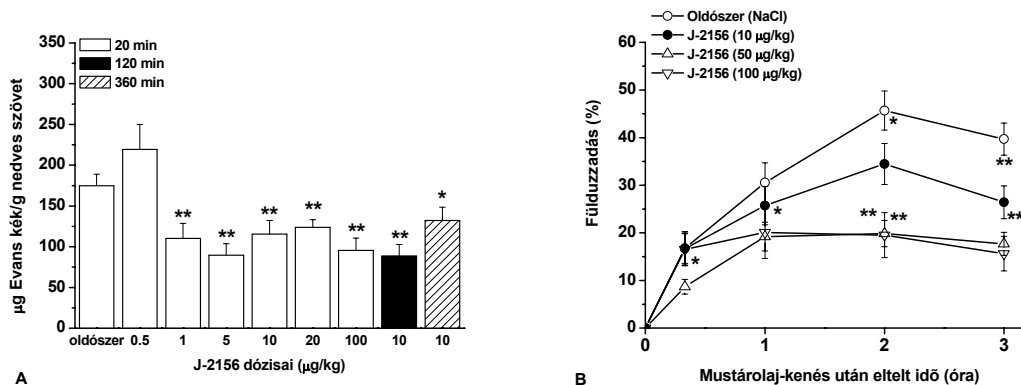 350
300
250
200
150
100
50
0
µg Evans kék/g nedves szövet
20 min
120 min
360 min
** ** ** ** ** ** *
oldószer 0.5 1 5 10 20 100 10 10
J-2156 dózisai (µg/kg)
A
Oldószer (NaCl)
J-2156 (10 µg/kg)
J-2156 (50 µg/kg)
J-2156 (100 µg/kg)
60
50
40
30
20
10
0
Fülduzzadás (%)
*
**
*
** ** **
*
0 1 2 3
Mustárolaj-kenés után eltelt idõ (óra)
B